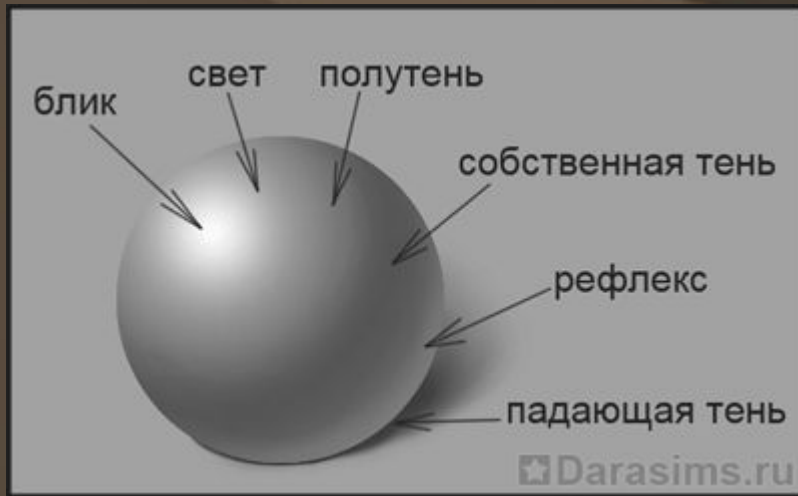 свет
полутень
блик
собственная тень
рефлекс
падающая тень
Darasims.ru